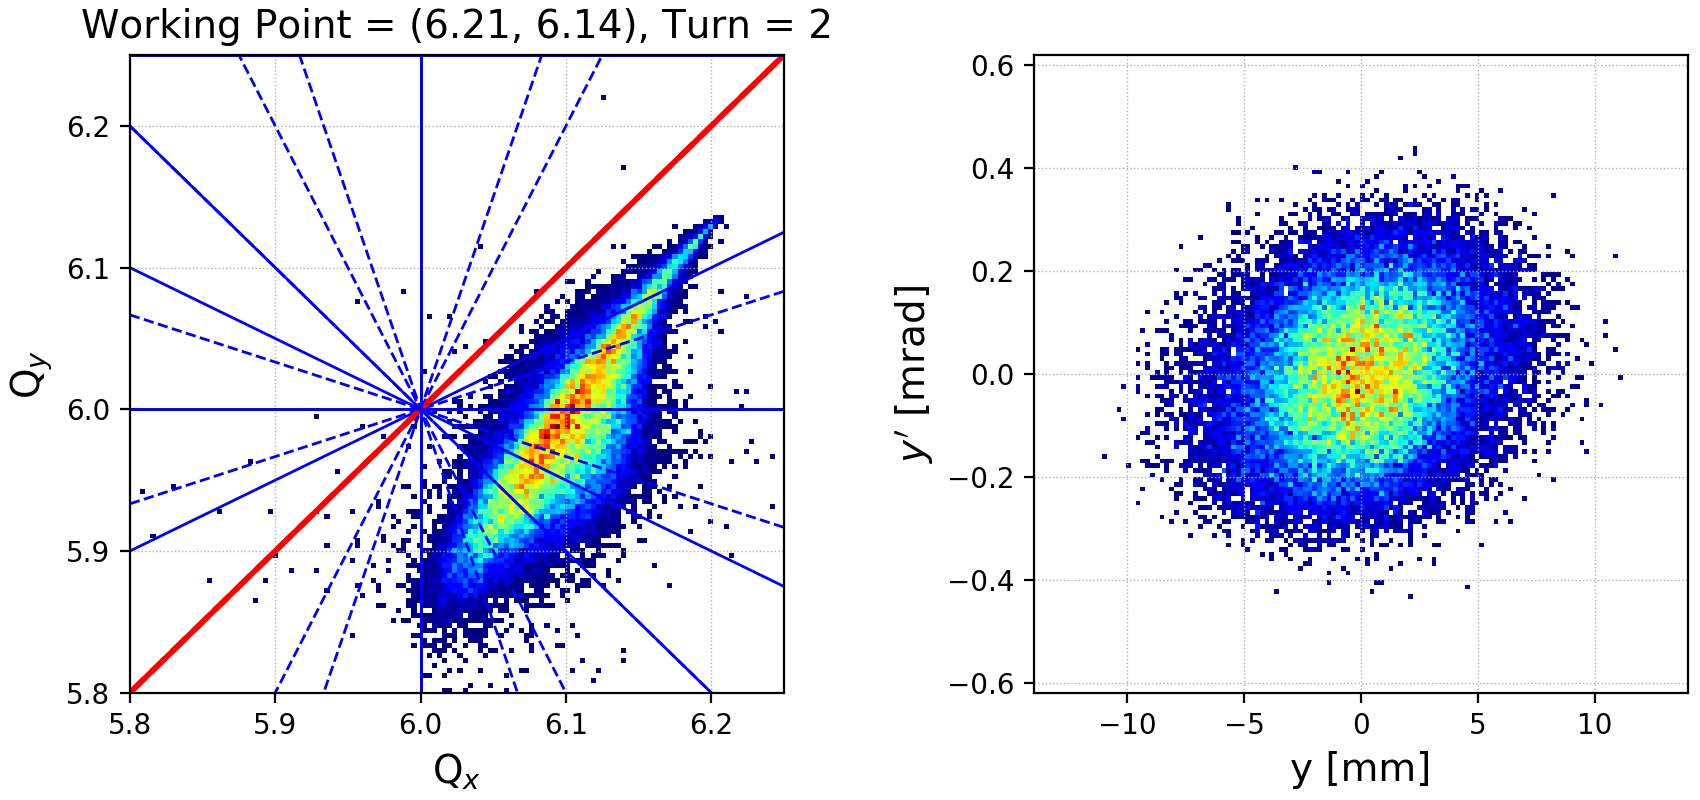 Working Point = (6.21, 6.14), Turn = 2
6.2
6.1
6.0
5.9
5.8
5.8 5.9 6.0 6.1 6.2
Qx
Qy
0.6
0.4
0.2
0.0
−0.2
−0.4
−0.6
−10 −5 0 5 10
y [mm]
y′ [mrad]